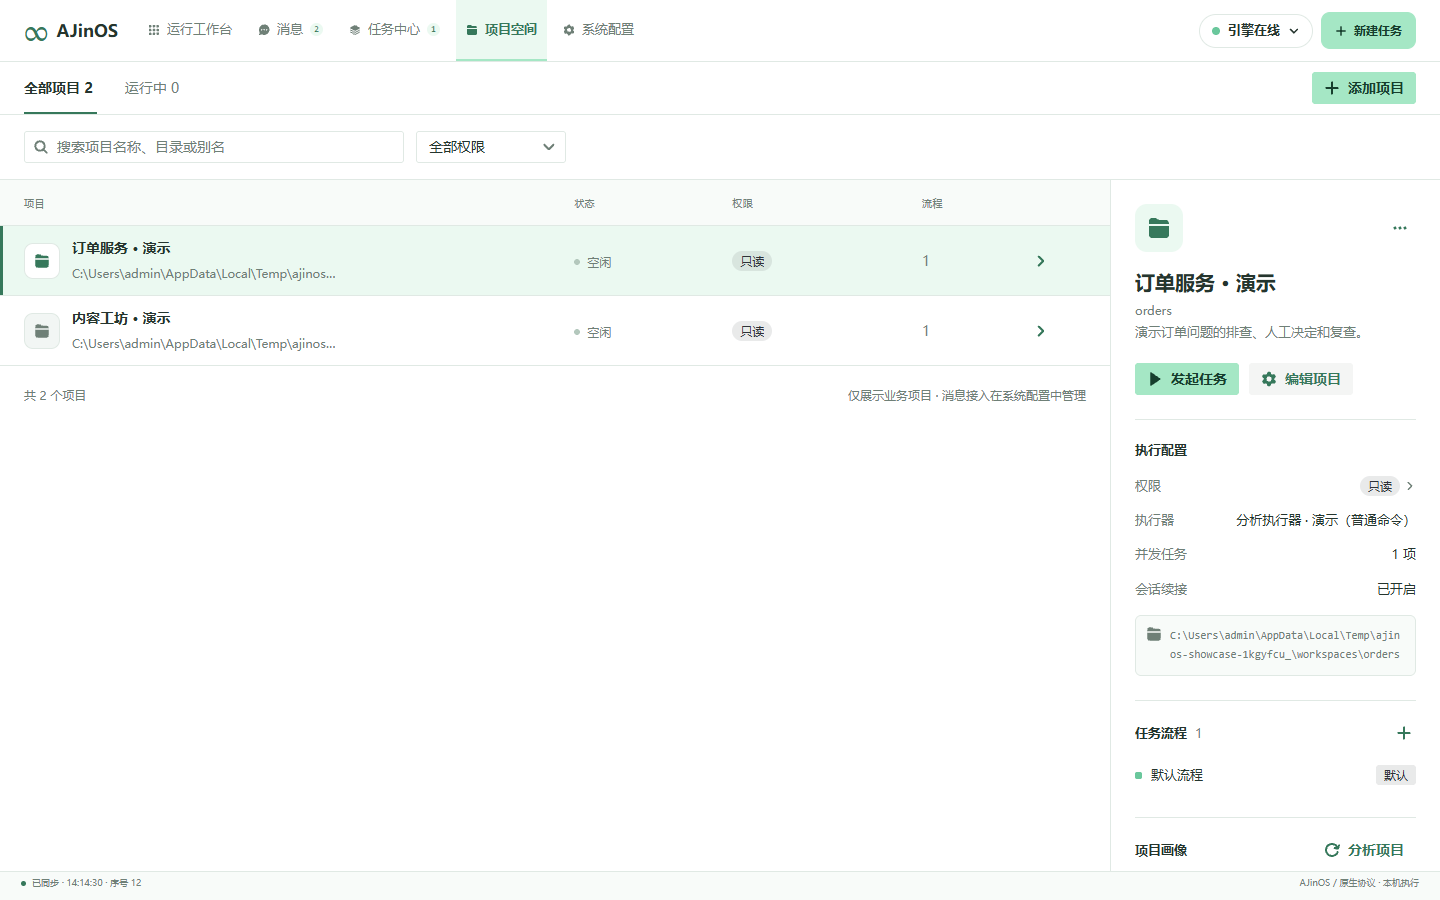 AJinOS
运行工作台
消息 2
任务中心 1
项目空间
系统配置
引擎在线
新建任务
全部项目 2
运行中 0
添加项目
搜索项目名称、目录或别名
全部权限
项目
状态
权限
流程
订单服务 • 演示
C:\Users\admin\AppData\Local\Temp\ajinos...
空闲
只读
1
内容工坊 • 演示
C:\Users\admin\AppData\Local\Temp\ajinos...
空闲
只读
1
共 2 个项目
仅展示业务项目 · 消息接入在系统配置中管理
订单服务 • 演示
orders
演示订单问题的排查、人工决定和复查。
发起任务
编辑项目
执行配置
权限
只读
执行器
分析执行器 · 演示（普通命令）
并发任务
1 项
会话续接
已开启
C:\Users\admin\AppData\Local\Temp\ajin
os-showcase-1kgyfcu_\workspaces\orders
任务流程 1
默认流程
默认
项目画像
分析项目
已同步 · 14:14:30 · 序号 12
AJinOS / 原生协议 · 本机执行